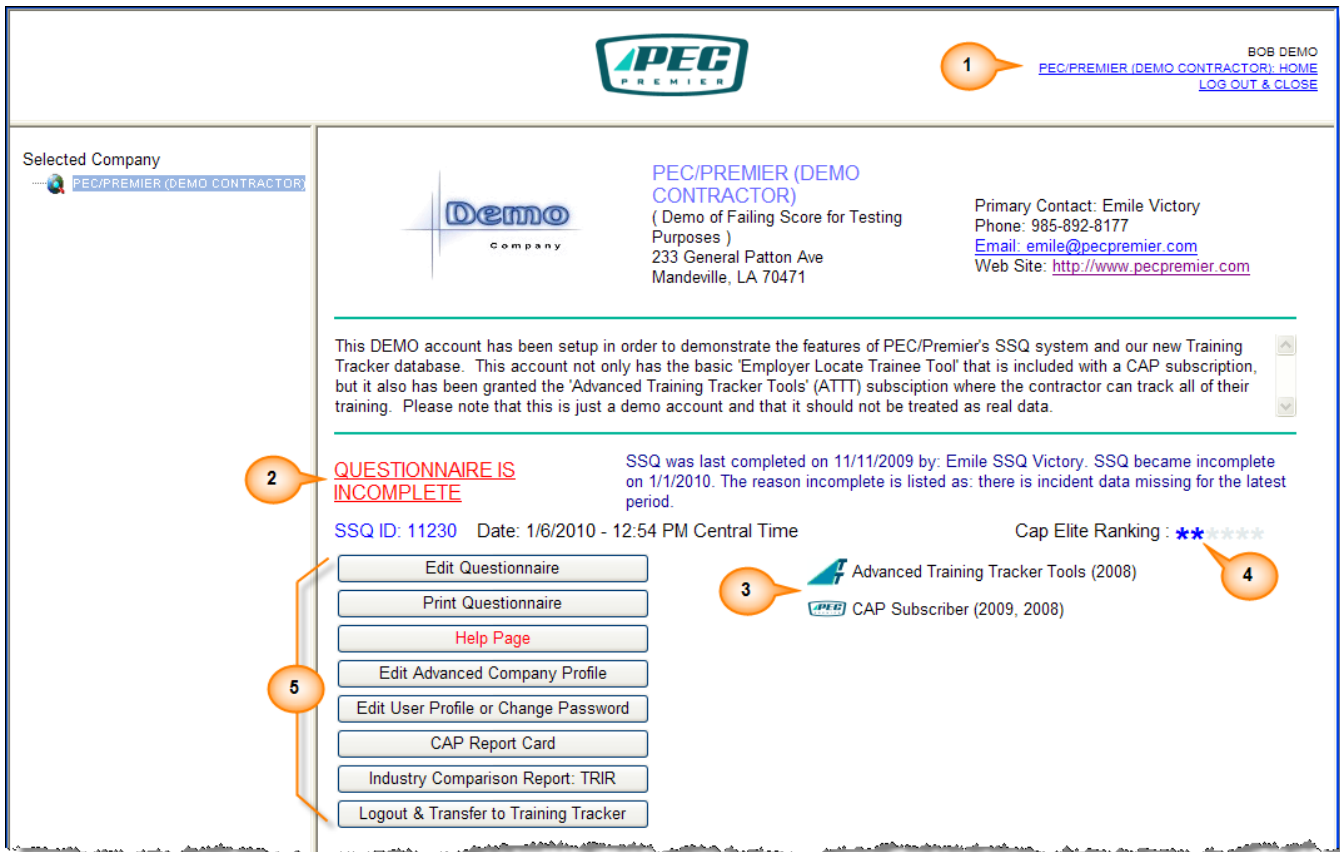 PEC
PREMIER
1
BOB DEMO
PEC/PREMIER (DEMO CONTRACTOR): HOME
LOG OUT & CLOSE
Selected Company
PEC/PREMIER (DEMO CONTRACTOR)
Demo
Company
PEC/PREMIER (DEMO
CONTRACTOR)
( Demo of Failing Score for Testing
Purposes )
233 General Patton Ave
Mandeville, LA 70471
Primary Contact: Emile Victory
Phone: 985-892-8177
Email: emile@pecpremier.com
Web Site: http://www.pecpremier.com
This DEMO account has been setup in order to demonstrate the features of PEC/Premier's SSQ system and our new Training
Tracker database. This account not only has the basic 'Employer Locate Trainee Tool' that is included with a CAP subscription,
but it also has been granted the 'Advanced Training Tracker Tools' (ATTT) subsciption where the contractor can track all of their
training. Please note that this is just a demo account and that it should not be treated as real data.
2
QUESTIONNAIRE IS
INCOMPLETE
SSQ was last completed on 11/11/2009 by: Emile SSQ Victory. SSQ became incomplete
on 1/1/2010. The reason incomplete is listed as: there is incident data missing for the latest
period.
SSQ ID: 11230 Date: 1/6/2010 - 12:54 PM Central Time
Cap Elite Ranking : *******
4
3
TT Advanced Training Tracker Tools (2008)
PEC CAP Subscriber (2009, 2008)
5
Edit Questionnaire
Print Questionnaire
Help Page
Edit Advanced Company Profile
Edit User Profile or Change Password
CAP Report Card
Industry Comparison Report: TRIR
Logout & Transfer to Training Tracker